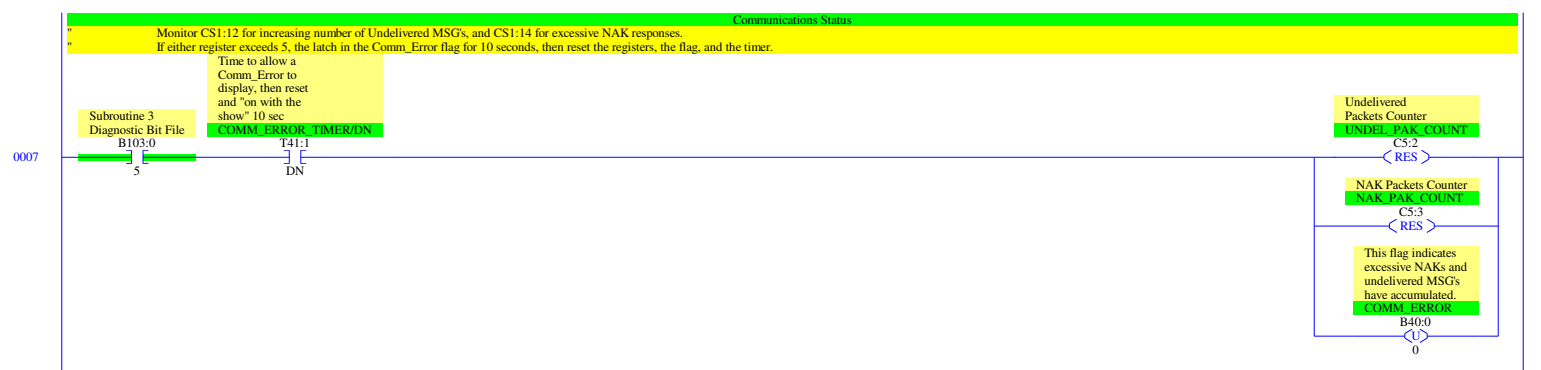 Communications Status
" Monitor CS1:12 for increasing number of Undelivered MSG's, and CS1:14 for excessive NAK responses.
" If either register exceeds 5, the latch in the Comm_Error flag for 10 seconds, then reset the registers, the flag, and the timer.
Time to allow a
Comm_Error to
display, then reset
and "on with the
show" 10 sec
COMM_ERROR_TIMER/DN
T41:1
DN
Subroutine 3
Diagnostic Bit File
B103:0
5
0007
Undelivered
Packets Counter
UNDEL_PAK_COUNT
C5:2
RES
NAK Packets Counter
NAK_PAK_COUNT
C5:3
RES
This flag indicates
excessive NAKs and
undelivered MSG's
have accumulated.
COMM_ERROR
B40:0
U
0